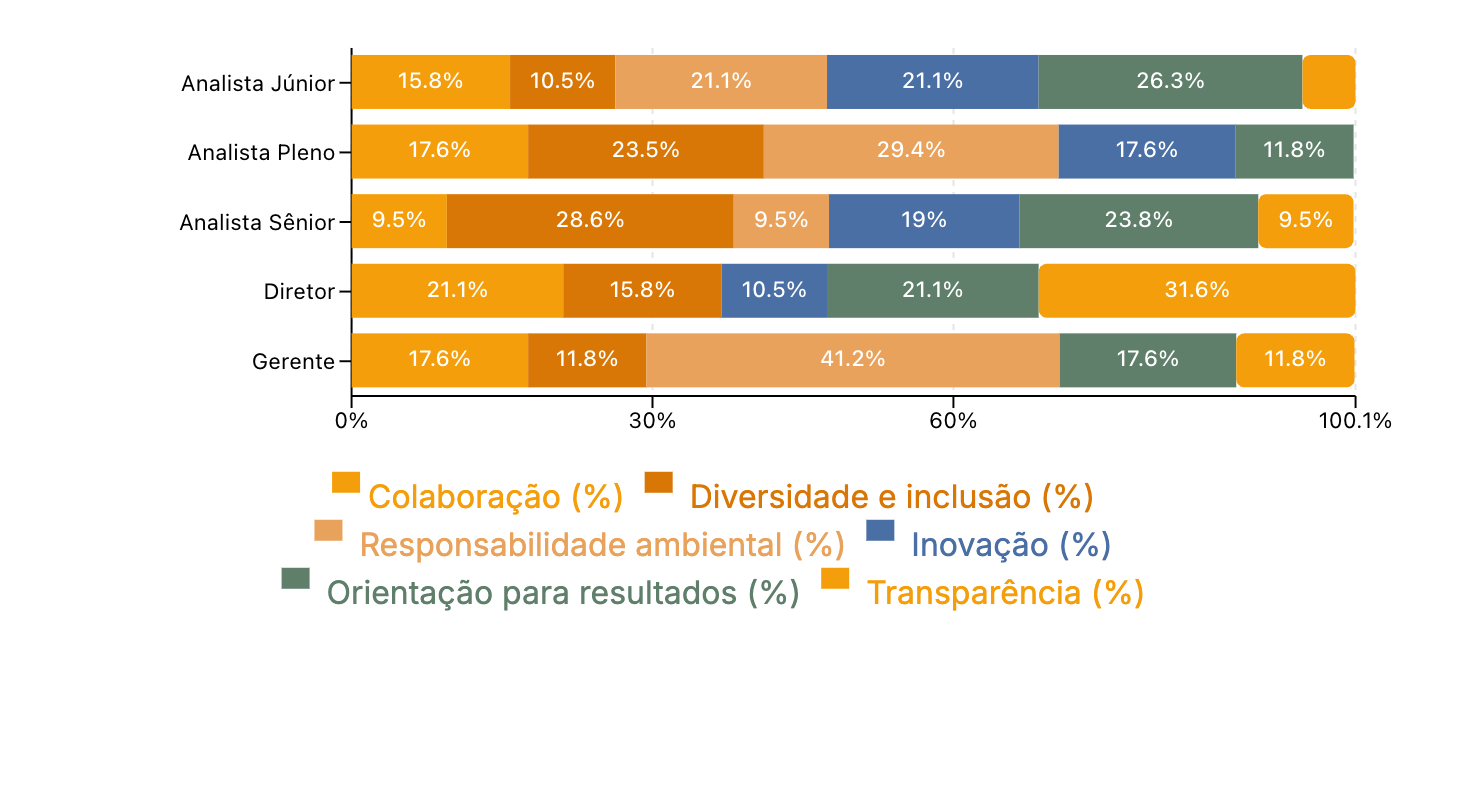 Analista Júnior 15.8% 10.5% 21.1% 21.1% 26.3%
Analista Pleno 17.6% 23.5% 29.4% 17.6% 11.8%
Analista Sênior 9.5% 28.6% 9.5% 19% 23.8% 9.5%
Diretor 21.1% 15.8% 10.5% 21.1% 31.6%
Gerente 17.6% 11.8% 41.2% 17.6% 11.8%
0% 30% 60% 100.1%
Colaboração (%) Diversidade e inclusão (%)
Responsabilidade ambiental (%) Inovação (%)
Orientação para resultados (%) Transparência (%)